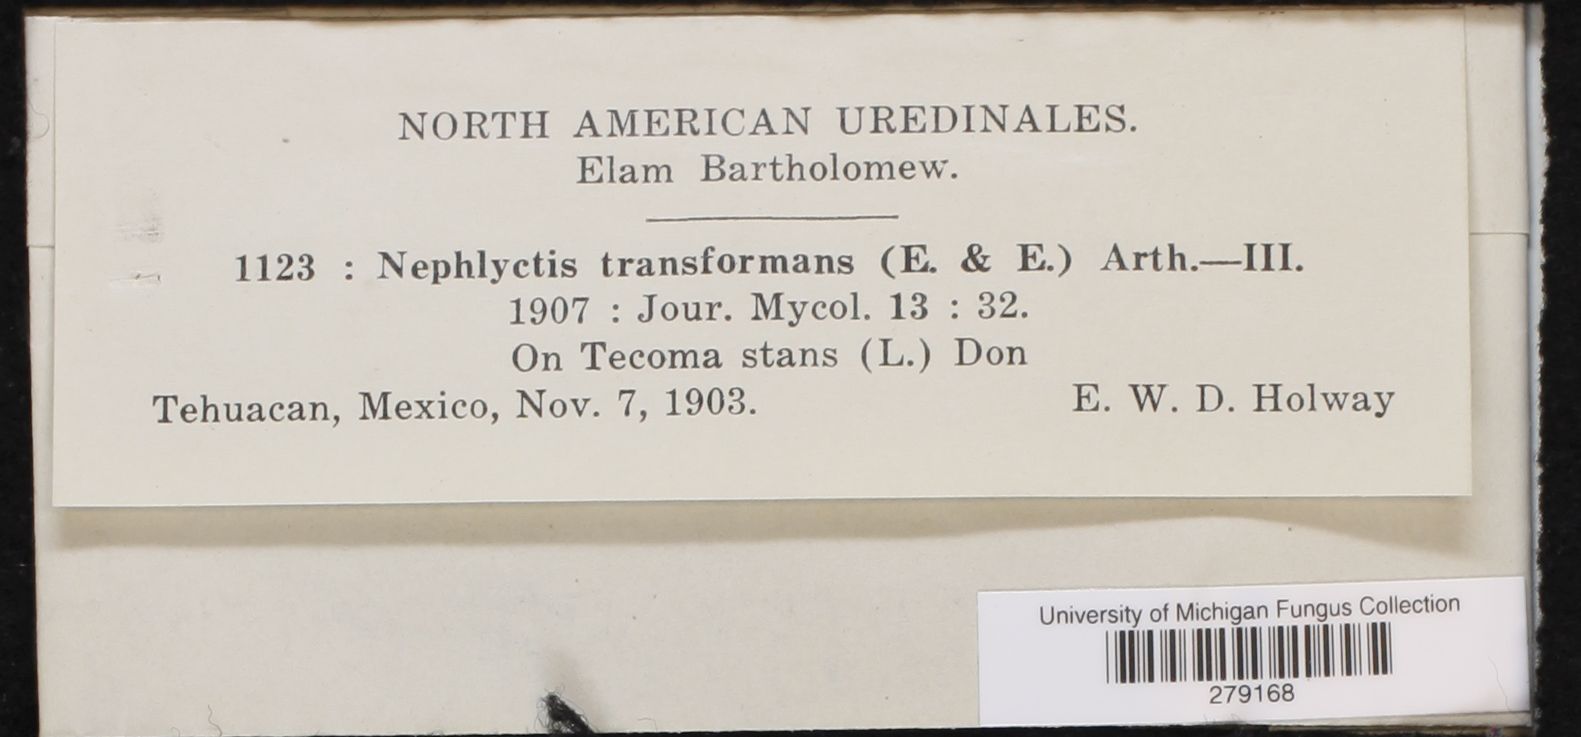 NORTH AMERICAN UREDINALES.
Elam Bartholomew.
1123 : Nephlyctis transformans (E. & E.) Arth.—III.
1907 : Jour. Mycol. 13 : 32.
On Tecoma stans (L.) Don
Tehuacan, Mexico, Nov. 7, 1903. E. W. D. Holway
University of Michigan Fungus Collection
279168